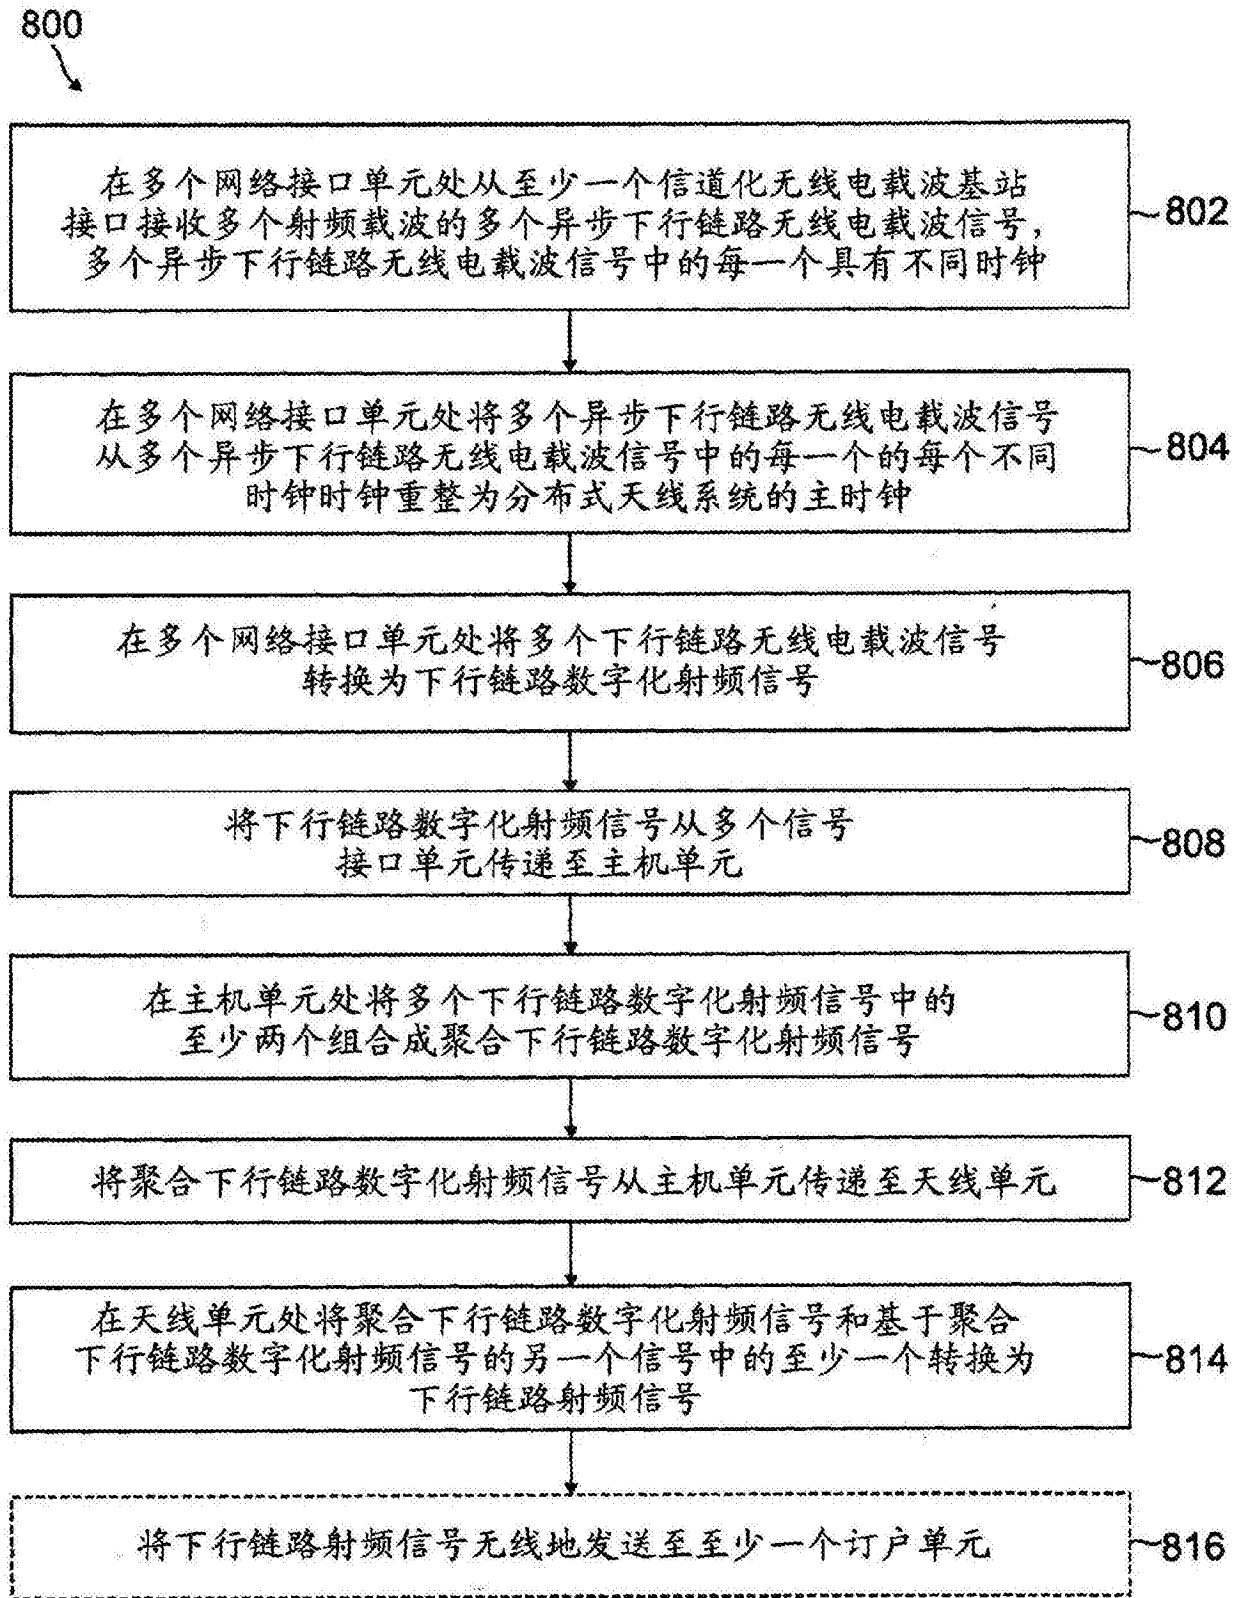 800
在多个网络接口单元处从至少一个信道化无线电载波基站
接口接收多个射频载波的多个异步下行链路无线电载波信号，
多个异步下行链路无线电载波信号中的每一个具有不同时钟
802
在多个网络接口单元处将多个异步下行链路无线电载波信号
从多个异步下行链路无线电载波信号中的每一个的每个不同
时钟时钟重整为分布式天线系统的主时钟
804
在多个网络接口单元处将多个下行链路无线电载波信号
转换为下行链路数字化射频信号
806
将下行链路数字化射频信号从多个信号
接口单元传递至主机单元
808
在主机单元处将多个下行链路数字化射频信号中的
至少两个组合成聚合下行链路数字化射频信号
810
将聚合下行链路数字化射频信号从主机单元传递至天线单元
812
在天线单元处将聚合下行链路数字化射频信号和基于聚合
下行链路数字化射频信号的另一个信号中的至少一个转换为
下行链路射频信号
814
将下行链路射频信号无线地发送至至少一个订户单元
816